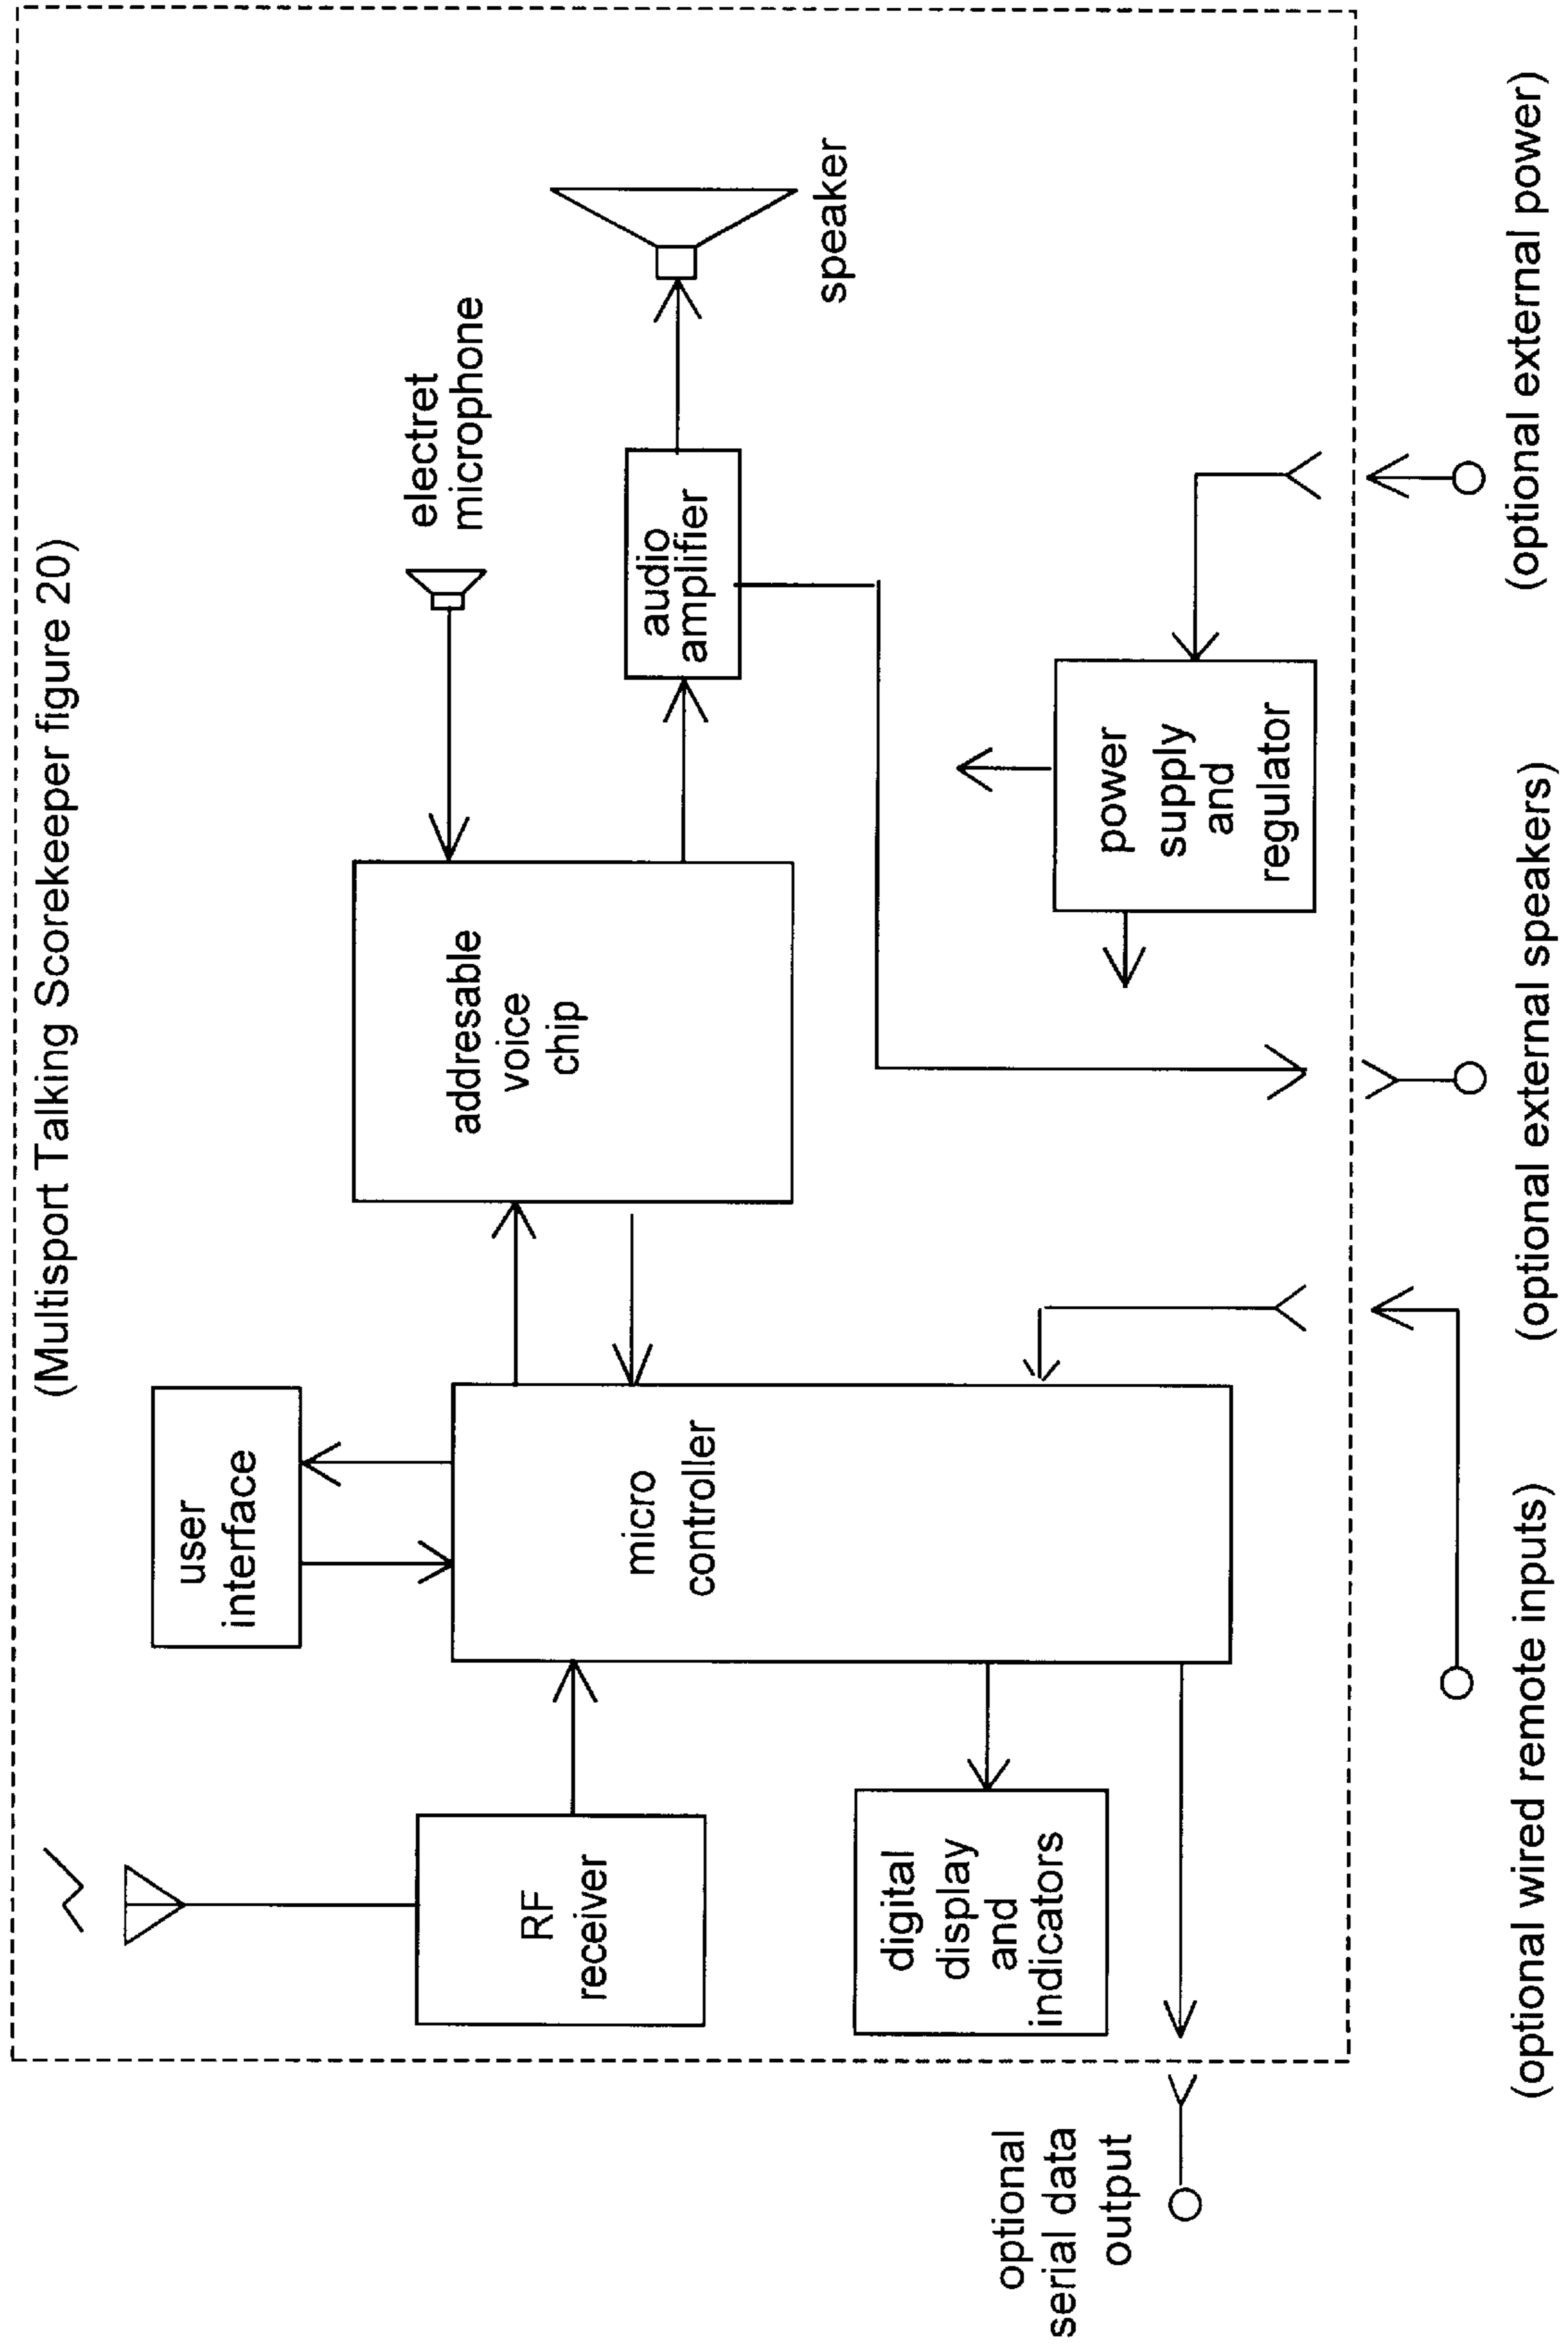 (Multisport Talking Scorekeeper figure 20)
user
interface
electret
microphone
RF
receiver
micro
controller
addresable
voice
chip
audio
amplifier
speaker
digital
display
and
indicators
power
supply
and
regulator
optional
serial data
output
(optional wired remote inputs)
(optional external speakers)
(optional external power)